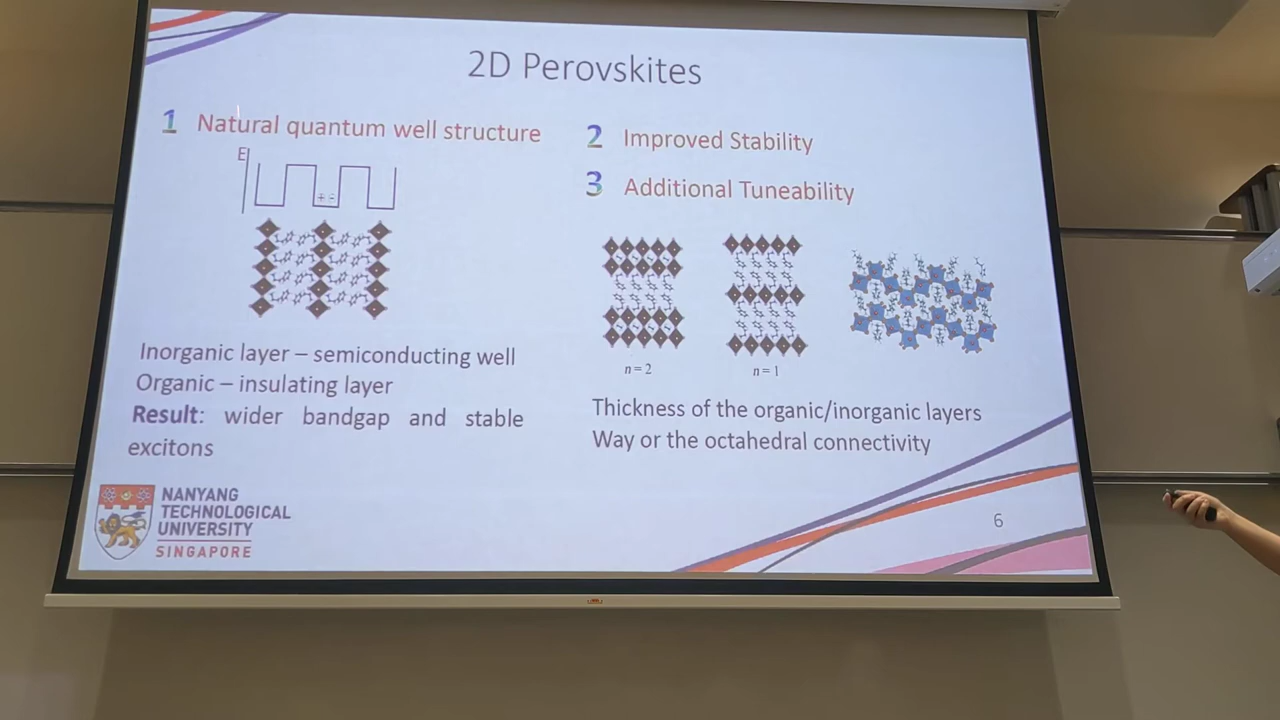 2D Perovskites
1 Natural quantum well structure
E
+ -
Inorganic layer – semiconducting well
Organic – insulating layer
Result: wider bandgap and stable
excitons
2 Improved Stability
3 Additional Tuneability
n = 2
n = 1
Thickness of the organic/inorganic layers
Way or the octahedral connectivity
NANYANG
TECHNOLOGICAL
UNIVERSITY
SINGAPORE
6